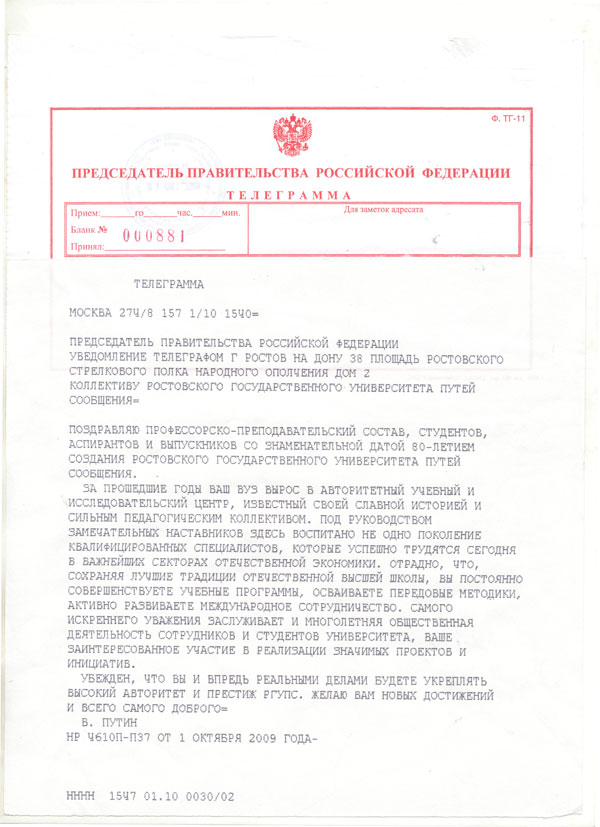 Ф. ТГ-11
ПРЕДСЕДАТЕЛЬ ПРАВИТЕЛЬСТВА РОССИЙСКОЙ ФЕДЕРАЦИИ
ТЕЛЕГРАММА
Прием:_______го_______час.______мин.
Для заметок адресата
Бланк № 000881
Принял:
ТЕЛЕГРАММА
МОСКВА 27Ч/8 157 1/10 15Ч0=
ПРЕДСЕДАТЕЛЬ ПРАВИТЕЛЬСТВА РОССИЙСКОЙ ФЕДЕРАЦИИ
УВЕДОМЛЕНИЕ ТЕЛЕГРАФОМ Г РОСТОВ НА ДОНУ 38 ПЛОЩАДЬ РОСТОВСКОГО
СТРЕЛКОВОГО ПОЛКА НАРОДНОГО ОПОЛЧЕНИЯ ДОМ 2
КОЛЛЕКТИВУ РОСТОВСКОГО ГОСУДАРСТВЕННОГО УНИВЕРСИТЕТА ПУТЕЙ
СООБЩЕНИЯ=
ПОЗДРАВЛЯЮ ПРОФЕССОРСКО-ПРЕПОДАВАТЕЛЬСКИЙ СОСТАВ, СТУДЕНТОВ,
АСПИРАНТОВ И ВЫПУСКНИКОВ СО ЗНАМЕНАТЕЛЬНОЙ ДАТОЙ 80-ЛЕТИЕМ
СОЗДАНИЯ РОСТОВСКОГО ГОСУДАРСТВЕННОГО УНИВЕРСИТЕТА ПУТЕЙ
СООБЩЕНИЯ.
ЗА ПРОШЕДШИЕ ГОДЫ ВАШ ВУЗ ВЫРОС В АВТОРИТЕТНЫЙ УЧЕБНЫЙ И
ИССЛЕДОВАТЕЛЬСКИЙ ЦЕНТР, ИЗВЕСТНЫЙ СВОЕЙ СЛАВНОЙ ИСТОРИЕЙ И
СИЛЬНЫМ ПЕДАГОГИЧЕСКИМ КОЛЛЕКТИВОМ. ПОД РУКОВОДСТВОМ
ЗАМЕЧАТЕЛЬНЫХ НАСТАВНИКОВ ЗДЕСЬ ВОСПИТАНО НЕ ОДНО ПОКОЛЕНИЕ
КВАЛИФИЦИРОВАННЫХ СПЕЦИАЛИСТОВ, КОТОРЫЕ УСПЕШНО ТРУДЯТСЯ СЕГОДНЯ
В ВАЖНЕЙШИХ СЕКТОРАХ ОТЕЧЕСТВЕННОЙ ЭКОНОМИКИ. ОТРАДНО, ЧТО,
СОХРАНЯЯ ЛУЧШИЕ ТРАДИЦИИ ОТЕЧЕСТВЕННОЙ ВЫСШЕЙ ШКОЛЫ, ВЫ ПОСТОЯННО
СОВЕРШЕНСТВУЕТЕ УЧЕБНЫЕ ПРОГРАММЫ, ОСВАИВАЕТЕ ПЕРЕДОВЫЕ МЕТОДИКИ,
АКТИВНО РАЗВИВАЕТЕ МЕЖДУНАРОДНОЕ СОТРУДНИЧЕСТВО. САМОГО
ИСКРЕННЕГО УВАЖЕНИЯ ЗАСЛУЖИВАЕТ И МНОГОЛЕТНЯЯ ОБЩЕСТВЕННАЯ
ДЕЯТЕЛЬНОСТЬ СОТРУДНИКОВ И СТУДЕНТОВ УНИВЕРСИТЕТА, ВАШЕ
ЗАИНТЕРЕСОВАННОЕ УЧАСТИЕ В РЕАЛИЗАЦИИ ЗНАЧИМЫХ ПРОЕКТОВ И
ИНИЦИАТИВ.
УБЕЖДЕН, ЧТО ВЫ И ВПРЕДЬ РЕАЛЬНЫМИ ДЕЛАМИ БУДЕТЕ УКРЕПЛЯТЬ
ВЫСОКИЙ АВТОРИТЕТ И ПРЕСТИЖ РГУПС. ЖЕЛАЮ ВАМ НОВЫХ ДОСТИЖЕНИЙ
И ВСЕГО САМОГО ДОБРОГО=
В. ПУТИН
НР Ч610П-П37 ОТ 1 ОКТЯБРЯ 2009 ГОДА-
НННН 15Ч7 01.10 0030/02